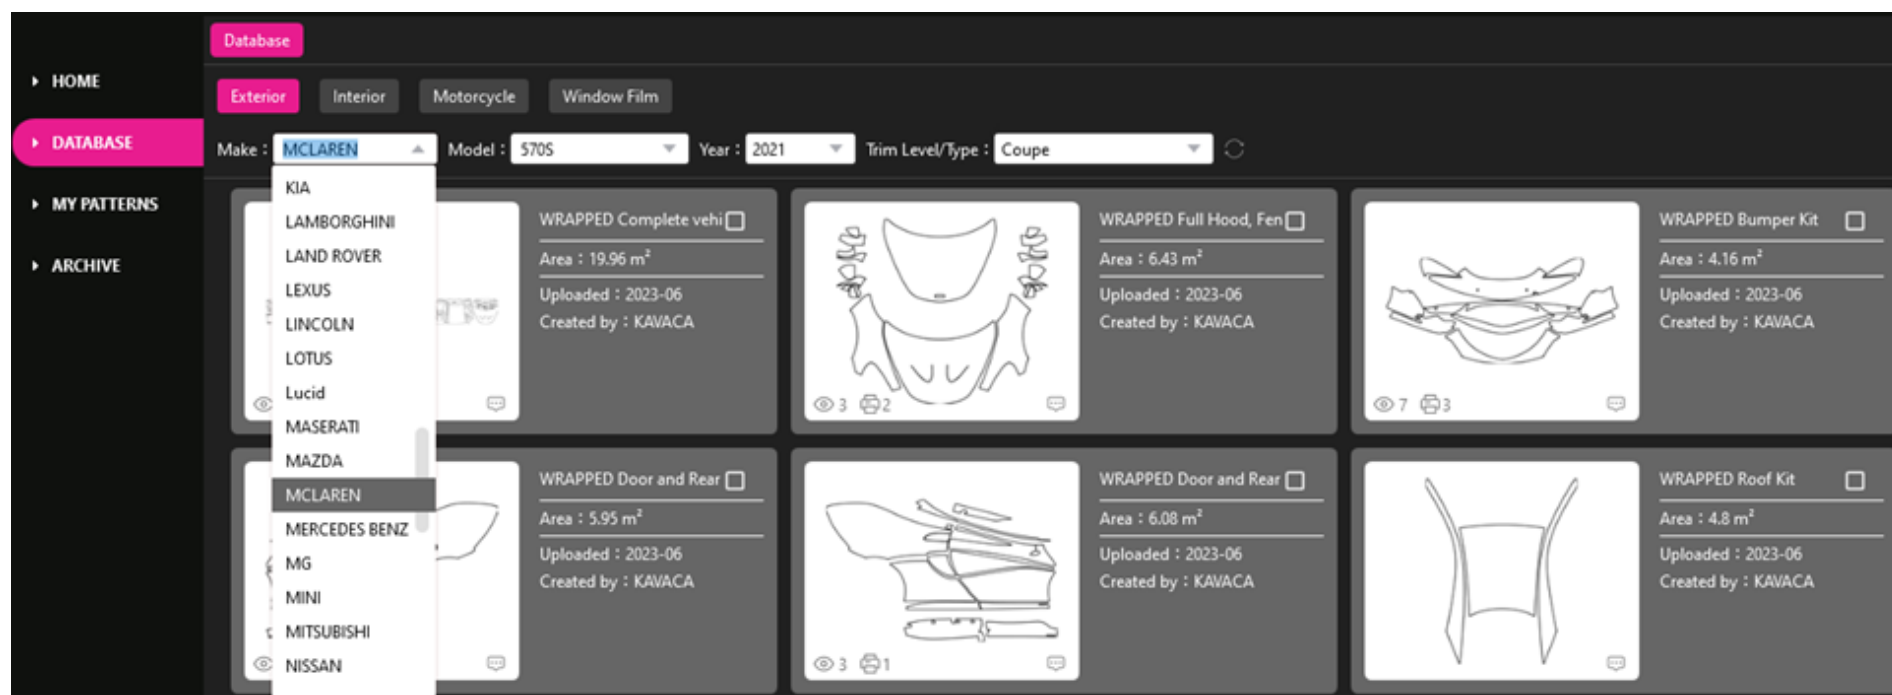 Database
HOME
DATABASE
MY PATTERNS
ARCHIVE
Exterior Interior Motorcycle Window Film
Make : MCLAREN Model : 570S Year : 2021 Trim Level/Type : Coupe
KIA
LAMBORGHINI
LAND ROVER
LEXUS
LINCOLN
LOTUS
Lucid
MASERATI
MAZDA
MCLAREN
MERCEDES BENZ
MG
MINI
MITSUBISHI
NISSAN
WRAPPED Complete vehi
Area : 19.96 m²
Uploaded : 2023-06
Created by : KAVACA
3 2
WRAPPED Full Hood, Fen
Area : 6.43 m²
Uploaded : 2023-06
Created by : KAVACA
7 3
WRAPPED Bumper Kit
Area : 4.16 m²
Uploaded : 2023-06
Created by : KAVACA
WRAPPED Door and Rear
Area : 5.95 m²
Uploaded : 2023-06
Created by : KAVACA
3 1
WRAPPED Door and Rear
Area : 6.08 m²
Uploaded : 2023-06
Created by : KAVACA
WRAPPED Roof Kit
Area : 4.8 m²
Uploaded : 2023-06
Created by : KAVACA